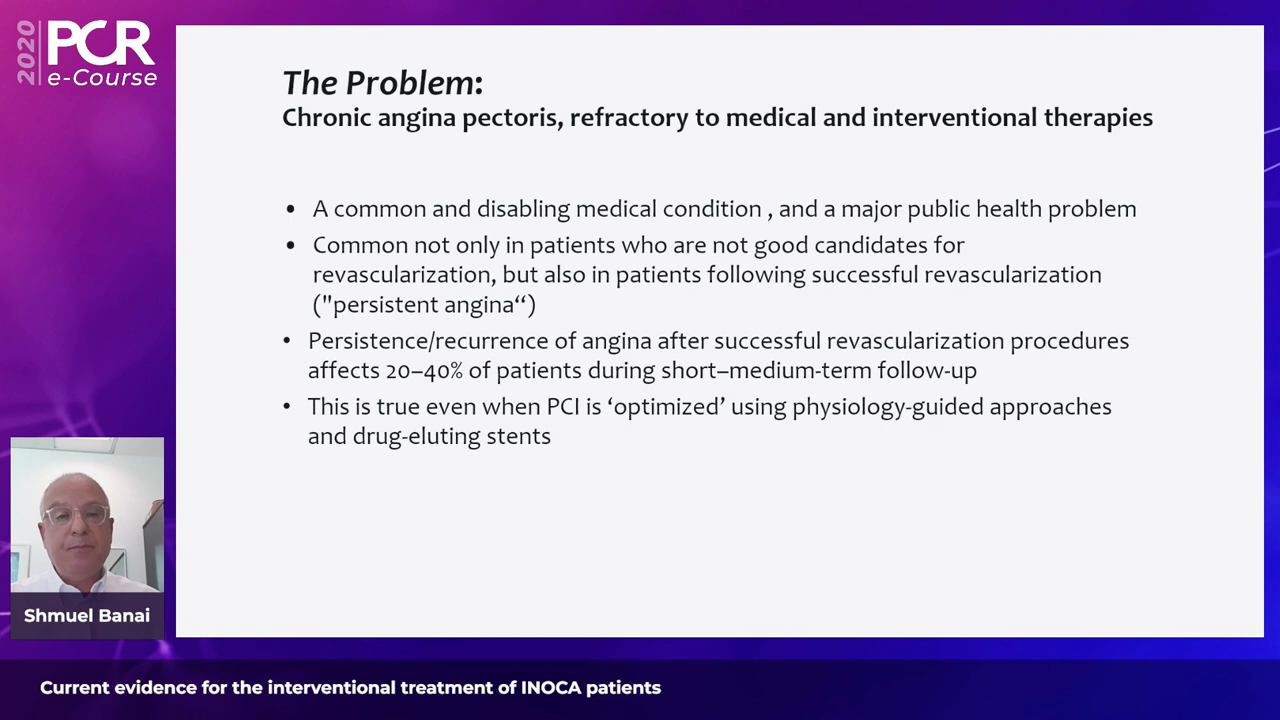 2020
PCR
e-Course
The Problem:
Chronic angina pectoris, refractory to medical and interventional therapies
• A common and disabling medical condition , and a major public health problem
• Common not only in patients who are not good candidates for
revascularization, but also in patients following successful revascularization
("persistent angina“)
• Persistence/recurrence of angina after successful revascularization procedures
affects 20–40% of patients during short–medium-term follow-up
• This is true even when PCI is ‘optimized’ using physiology-guided approaches
and drug-eluting stents
Shmuel Banai
Current evidence for the interventional treatment of INOCA patients